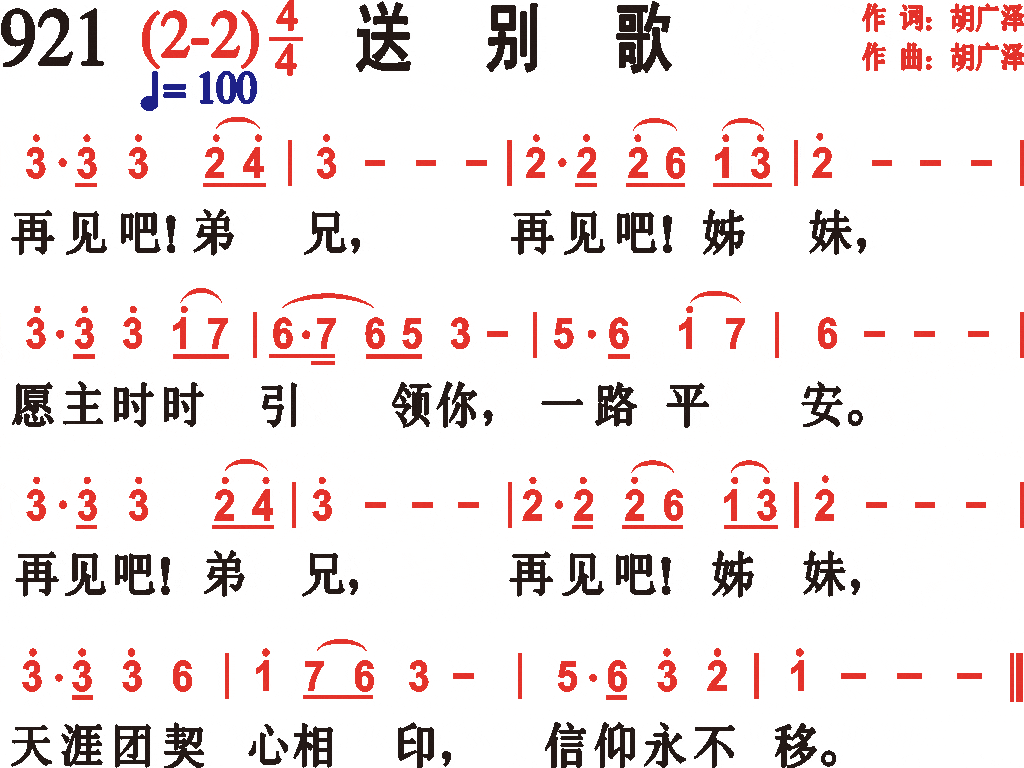 921 (2-2) 4/4 送别歌 作 词：胡广泽
♩= 100 作 曲：胡广泽
3̇·3̇ 3̇ 2̇4̇ | 3̇ - - - | 2̇·2̇ 2̇6 1̇3̇ | 2̇ - - - |
再见吧！弟 兄， 再见吧！姊 妹，
3̇·3̇ 3̇ 1̇7 | 6·7 65 3 - | 5·6 1̇ 7 | 6 - - - |
愿主时时 引 领你， 一路平 安。
3̇·3̇ 3̇ 2̇4̇ | 3̇ - - - | 2̇·2̇ 2̇6 1̇3̇ | 2̇ - - - |
再见吧！弟 兄， 再见吧！姊 妹，
3̇·3̇ 3̇ 6 | 1̇ 76 3 - | 5·6 3̇ 2̇ | 1̇ - - - ‖
天涯团契 心相 印， 信仰永不 移。